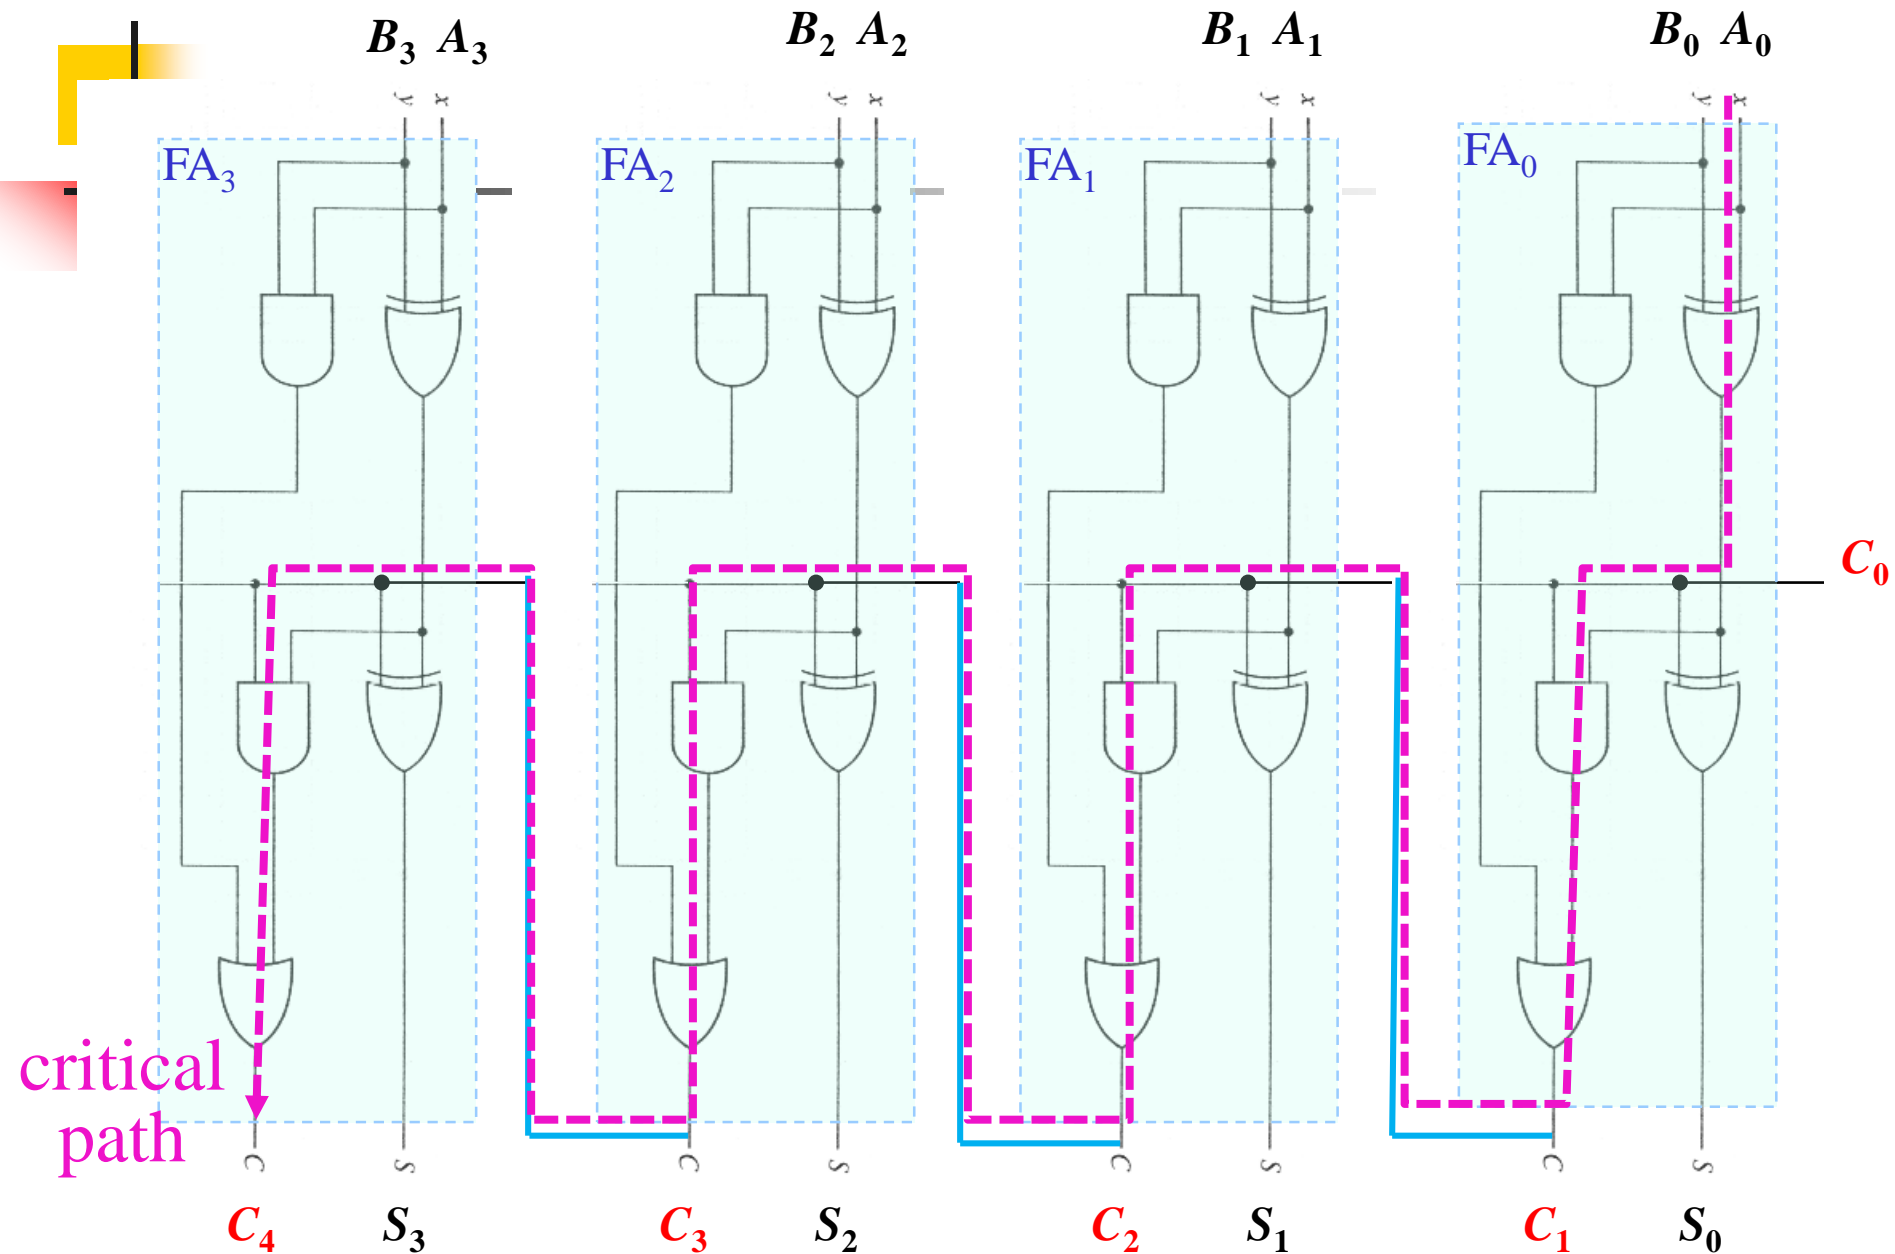 B3 A3 B2 A2 B1 A1 B0 A0
y x y x y x y x
FA3 FA2 FA1 FA0
C0
critical
path
C S C S C S C S
C4 S3 C3 S2 C2 S1 C1 S0